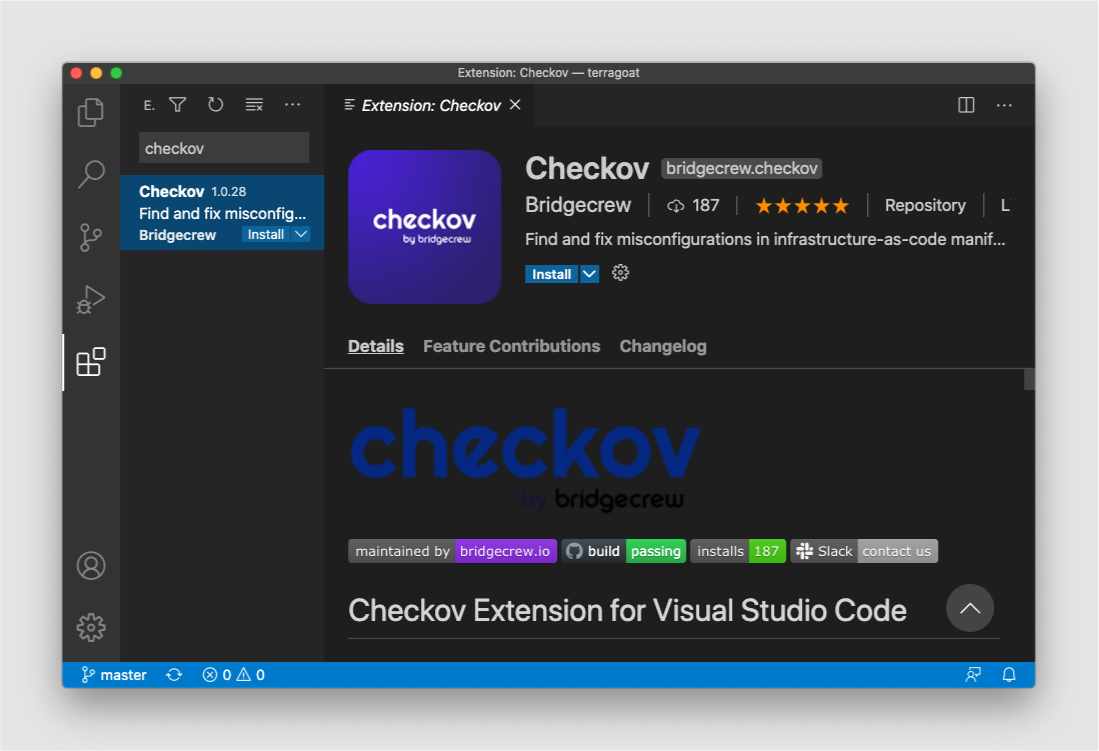 Extension: Checkov — terragoat
E.
checkov
Checkov 1.0.28
Find and fix misconfig...
Bridgecrew Install
Extension: Checkov
checkov
by bridgecrew
Checkov bridgecrew.checkov
Bridgecrew 187 Repository L
Find and fix misconfigurations in infrastructure-as-code manif...
Install
Details Feature Contributions Changelog
checkov
by bridgecrew
maintained by bridgecrew.io build passing installs 187 Slack contact us
Checkov Extension for Visual Studio Code
master 0 0